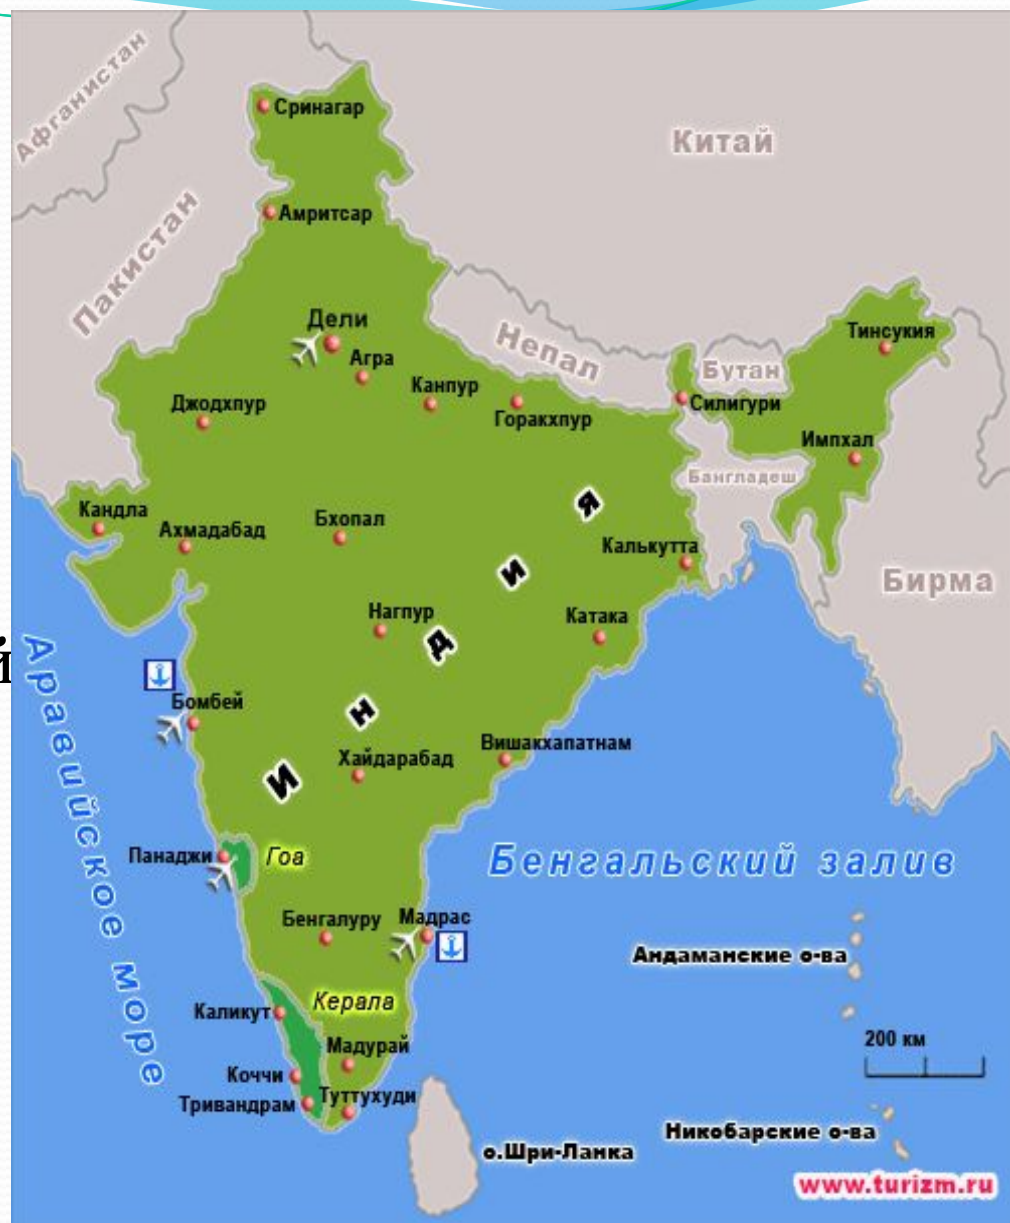 Афганистан
Сринагар
Китай
Пакистан
Амритсар
Дели
Непал
Агра
Канпур
Горакхпур
Джодхпур
Бутан
Тинсукия
Силигури
Импхал
Бангладеш
Кандла
Ахмадабад
Бхопал
Калькутта
Бирма
Нагпур
Катака
Индия
й
Аравийское море
Бомбей
Хайдарабад
Вишакхапатнам
Панаджи
Гоа
Бенгальский залив
Бенгалуру
Мадрас
Андаманские о-ва
Керала
Каликут
Мадурай
200 км
Коччи
Тривандрам
Туттухуди
Никобарские о-ва
о.Шри-Ланка
www.turizm.ru